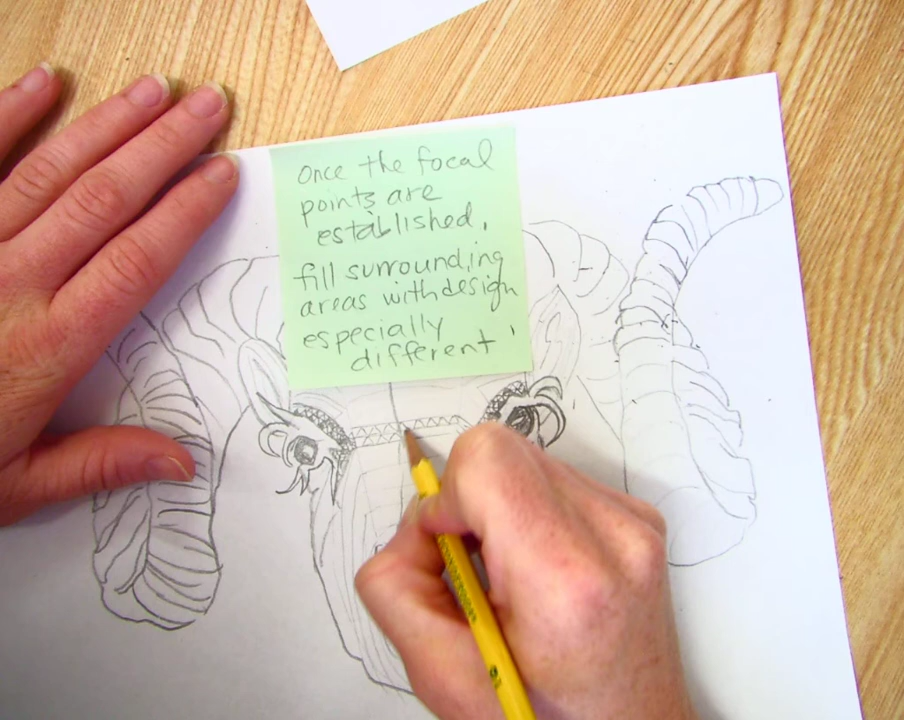 Once the focal
points are
established,
fill surrounding
areas with design
especially
different